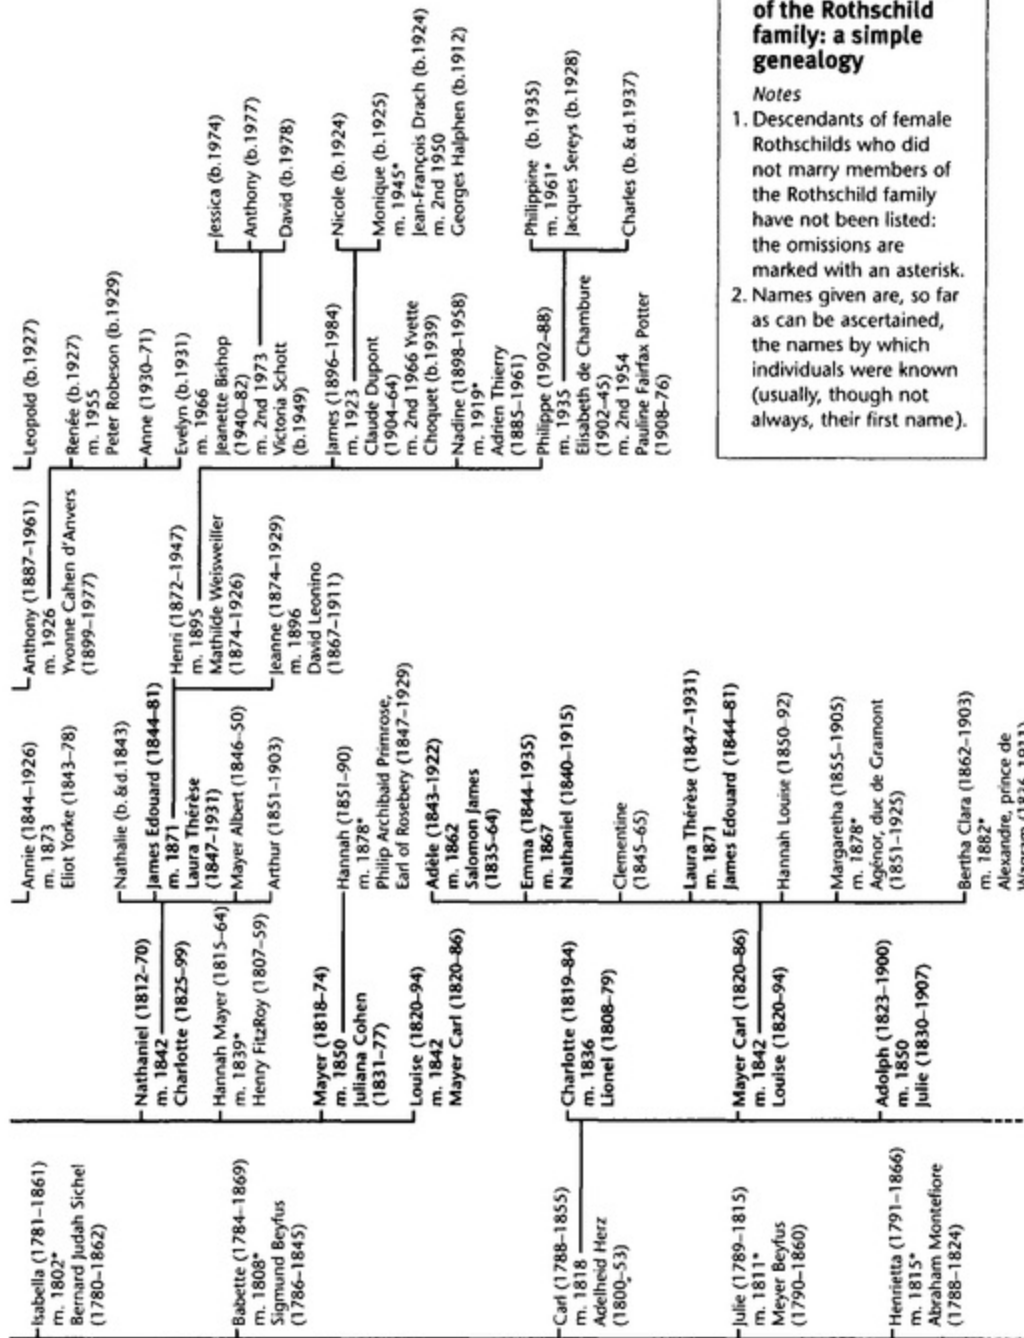 of the Rothschild
family: a simple
genealogy
Notes
1. Descendants of female
Rothschilds who did
not marry members of
the Rothschild family
have not been listed:
the omissions are
marked with an asterisk.
2. Names given are, so far
as can be ascertained,
the names by which
individuals were known
(usually, though not
always, their first name).
Isabella (1781–1861)
m. 1802*
Bernard Judah Sichel
(1780–1862)
Babette (1784–1869)
m. 1808*
Sigmund Beyfus
(1786–1845)
Carl (1788–1855)
m. 1818
Adelheid Herz
(1800–53)
Julie (1789–1815)
m. 1811*
Meyer Beyfus
(1790–1860)
Henrietta (1791–1866)
m. 1815*
Abraham Montefiore
(1788–1824)
Nathaniel (1812–70)
m. 1842
Charlotte (1825–99)
Hannah Mayer (1815–64)
m. 1839*
Henry FitzRoy (1807–59)
Mayer (1818–74)
m. 1850
Juliana Cohen
(1831–77)
Louise (1820–94)
m. 1842
Mayer Carl (1820–86)
Charlotte (1819–84)
m. 1836
Lionel (1808–79)
Mayer Carl (1820–86)
m. 1842
Louise (1820–94)
Adolph (1823–1900)
m. 1850
Julie (1830–1907)
Annie (1844–1926)
m. 1873
Eliot Yorke (1843–78)
Nathalie (b.&d.1843)
James Edouard (1844–81)
m. 1871
Laura Thérèse
(1847–1931)
Mayer Albert (1846–50)
Arthur (1851–1903)
Hannah (1851–90)
m. 1878*
Philip Archibald Primrose,
Earl of Rosebery (1847–1929)
Adèle (1843–1922)
m. 1862
Salomon James
(1835–64)
Emma (1844–1935)
m. 1867
Nathaniel (1840–1915)
Clementine
(1845–65)
Laura Thérèse (1847–1931)
m. 1871
James Edouard (1844–81)
Hannah Louise (1850–92)
Margaretha (1855–1905)
m. 1878*
Agénor, duc de Gramont
(1851–1925)
Bertha Clara (1862–1903)
m. 1882*
Alexandre, prince de
Anthony (1887–1961)
m. 1926
Yvonne Cahen d'Anvers
(1899–1977)
Henri (1872–1947)
m. 1895
Mathilde Weisweiller
(1874–1926)
Jeanne (1874–1929)
m. 1896
David Leonino
(1867–1911)
Leopold (b.1927)
Renée (b.1927)
m. 1955
Peter Robeson (b.1929)
Anne (1930–71)
Evelyn (b.1931)
m. 1966
Jeanette Bishop
(1940–82)
m. 2nd 1973
Victoria Schott
(b.1949)
James (1896–1984)
m. 1923
Claude Dupont
(1904–64)
m. 2nd 1966 Yvette
Choquet (b.1939)
Nadine (1898–1958)
m. 1919*
Adrien Thierry
(1885–1961)
Philippe (1902–88)
m. 1935
Elisabeth de Chambure
(1902–45)
m. 2nd 1954
Pauline Fairfax Potter
(1908–76)
Jessica (b.1974)
Anthony (b.1977)
David (b.1978)
Nicole (b.1924)
Monique (b.1925)
m. 1945*
Jean-François Drach (b.1924)
m. 2nd 1950
Georges Halphen (b.1912)
Philippine (b.1935)
m. 1961*
Jacques Sereys (b.1928)
Charles (b.&d.1937)